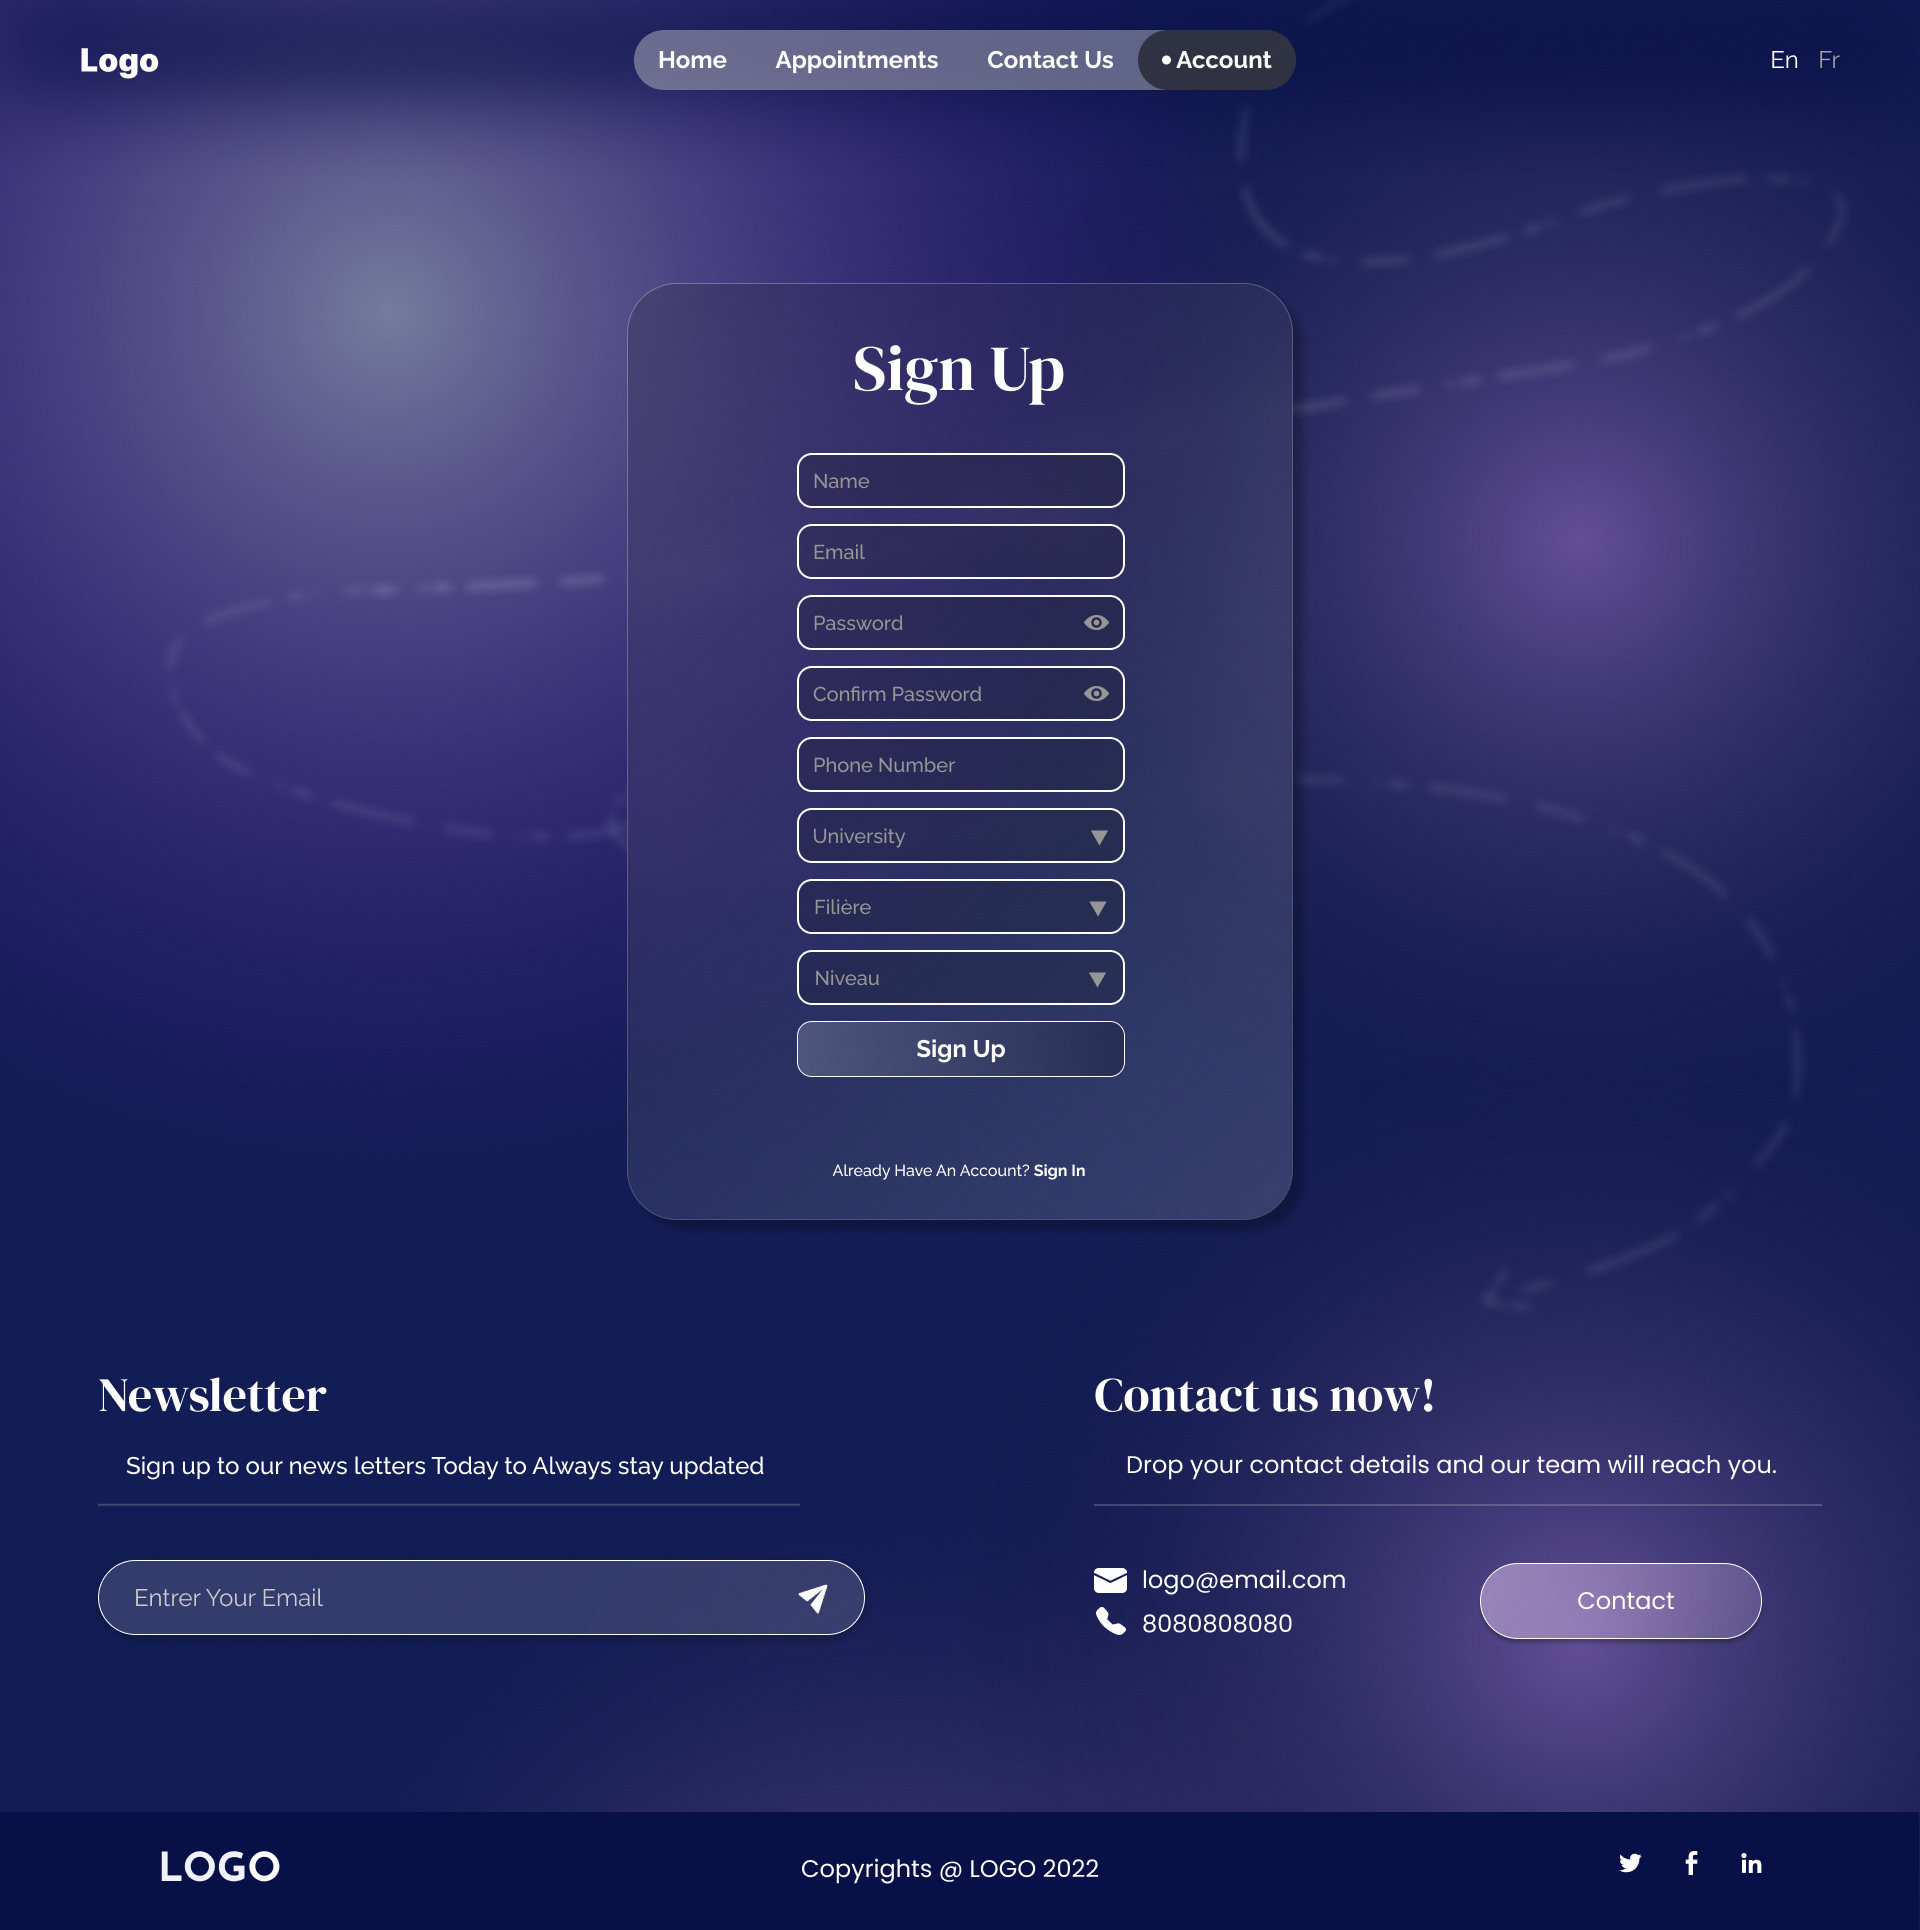 Logo
Home
Appointments
Contact Us
Account
En Fr
Sign Up
Name
Email
Password
Confirm Password
Phone Number
University
Filière
Niveau
Sign Up
Already Have An Account? Sign In
Newsletter
Sign up to our news letters Today to Always stay updated
Entrer Your Email
Contact us now!
Drop your contact details and our team will reach you.
logo@email.com
8080808080
Contact
LOGO
Copyrights @ LOGO 2022